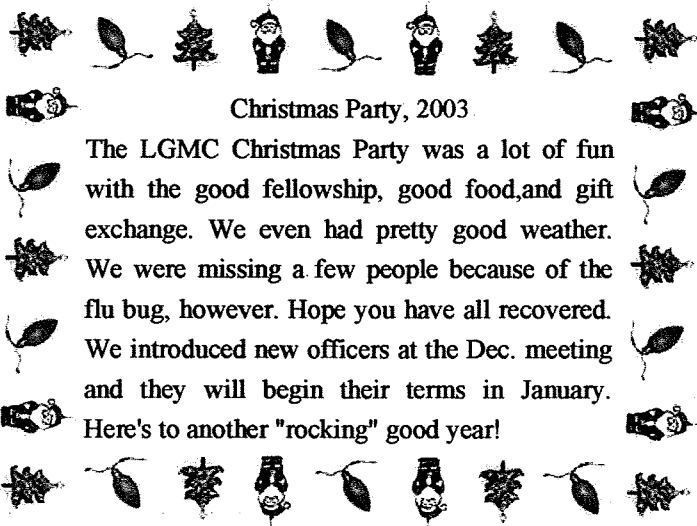 Christmas Party, 2003
The LGMC Christmas Party was a lot of fun
with the good fellowship, good food,and gift
exchange. We even had pretty good weather.
We were missing a few people because of the
flu bug, however. Hope you have all recovered.
We introduced new officers at the Dec. meeting
and they will begin their terms in January.
Here's to another "rocking" good year!